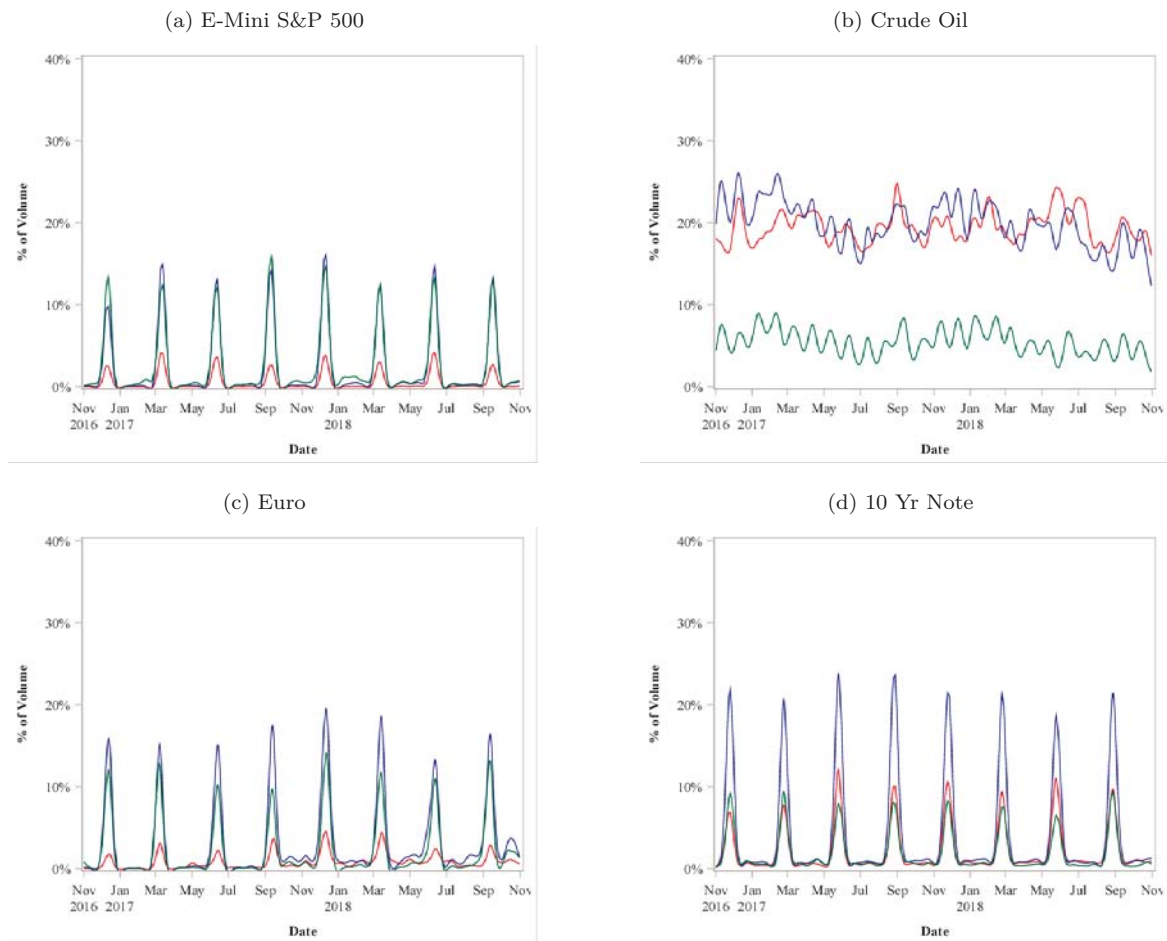 (a) E-Mini S&P 500
40%
30%
20%
10%
0%
% of Volume
Nov Jan Mar May Jul Sep Nov Jan Mar May Jul Sep Nov
2016 2017 2018
Date
(b) Crude Oil
40%
30%
20%
10%
0%
% of Volume
Nov Jan Mar May Jul Sep Nov Jan Mar May Jul Sep Nov
2016 2017 2018
Date
(c) Euro
40%
30%
20%
10%
0%
% of Volume
Nov Jan Mar May Jul Sep Nov Jan Mar May Jul Sep Nov
2016 2017 2018
Date
(d) 10 Yr Note
40%
30%
20%
10%
0%
% of Volume
Nov Jan Mar May Jul Sep Nov Jan Mar May Jul Sep Nov
2016 2017 2018
Date